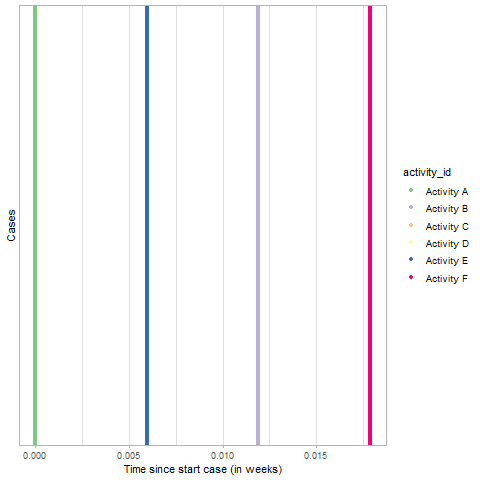 Cases
0.000 0.005 0.010 0.015
Time since start case (in weeks)
activity_id
Activity A
Activity B
Activity C
Activity D
Activity E
Activity F